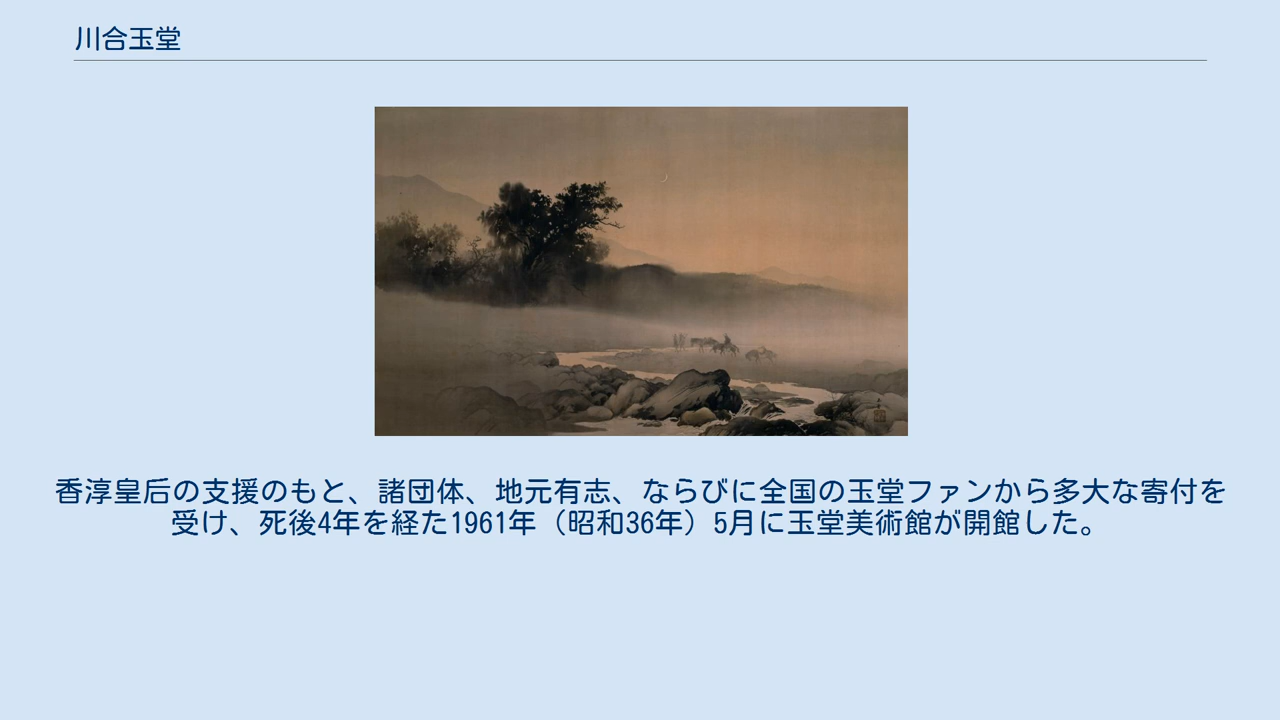 川合玉堂
香淳皇后の支援のもと、諸団体、地元有志、ならびに全国の玉堂ファンから多大な寄付を
受け、死後4年を経た1961年（昭和36年）5月に玉堂美術館が開館した。